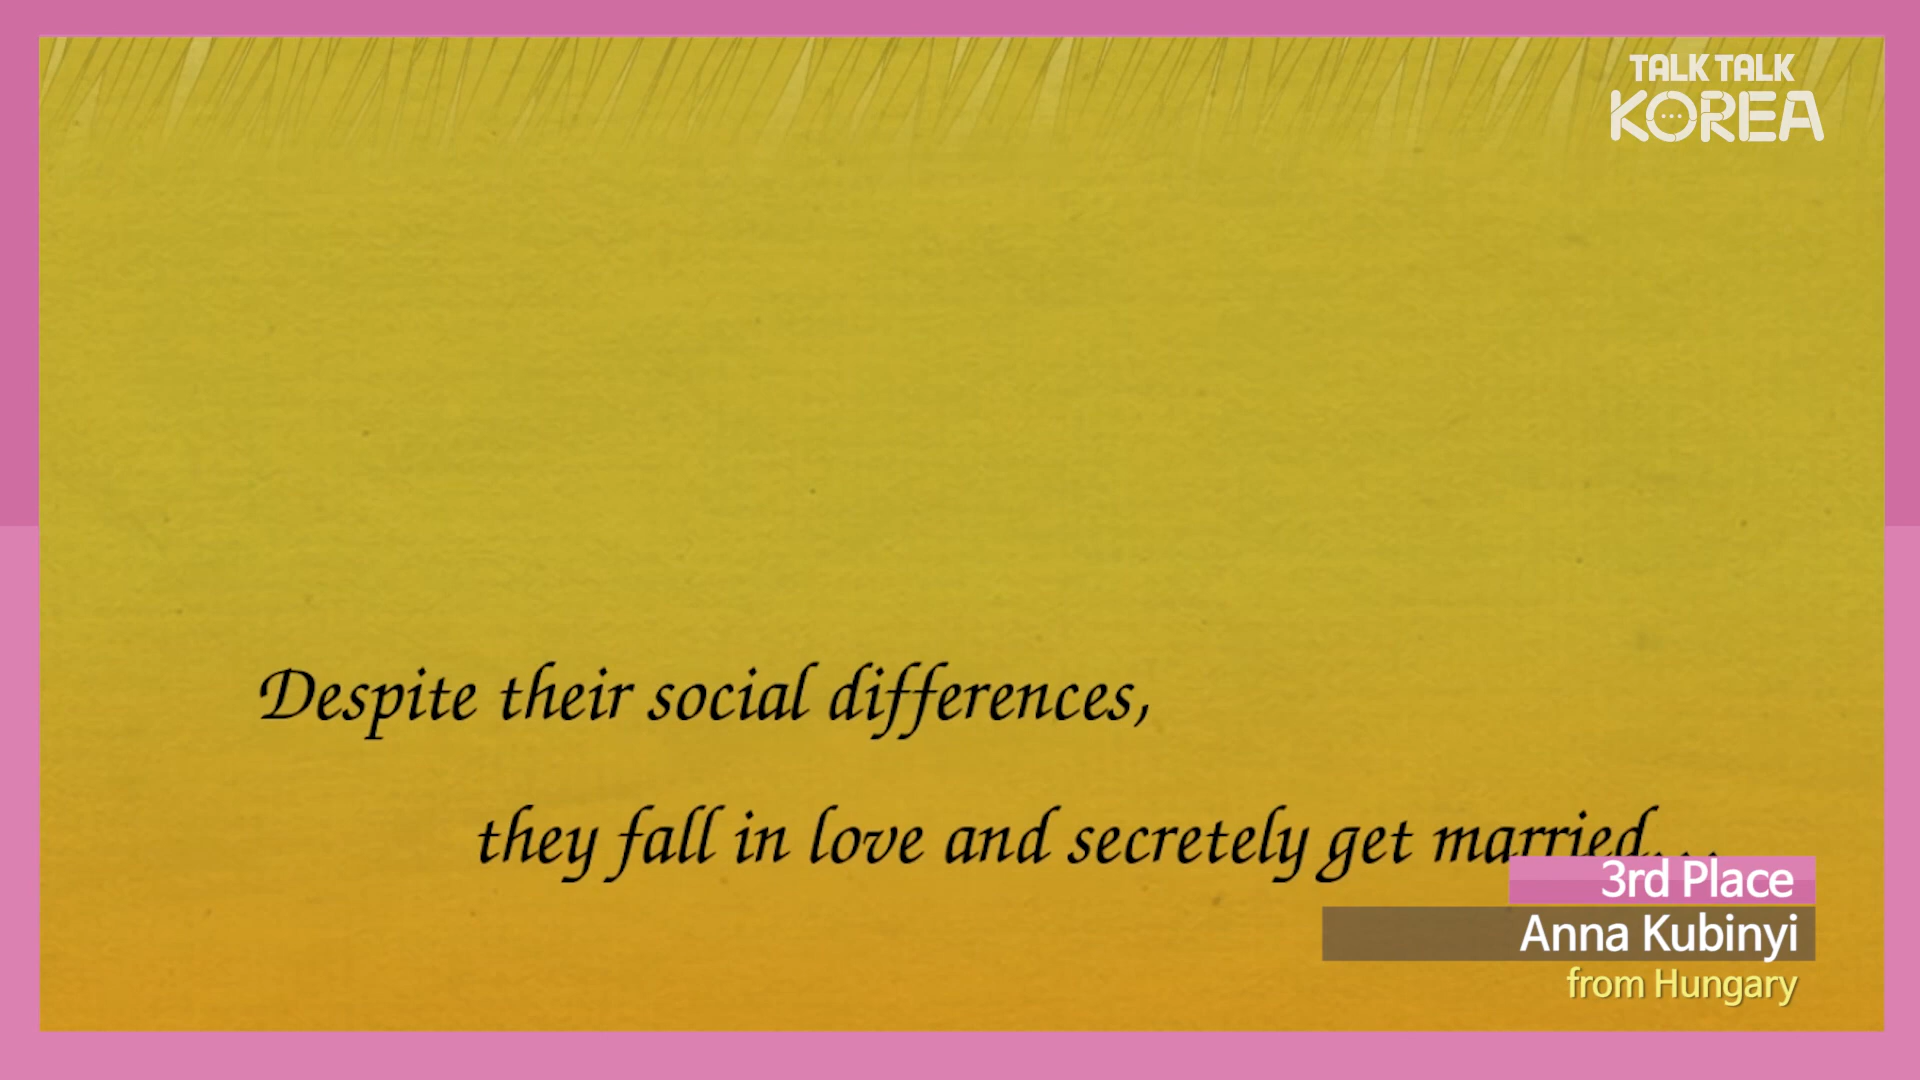 TALK TALK
KOREA
Despite their social differences,
they fall in love and secretely get married...
3rd Place
Anna Kubinyi
from Hungary